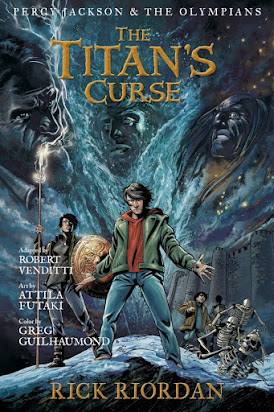 PERCY JACKSON & THE OLYMPIANS
THE
TITAN'S
CURSE
Adapted by
ROBERT
VENDITTI
Art by
ATTILA
FUTAKI
Color by
GREG
GUILHAUMOND
RICK RIORDAN